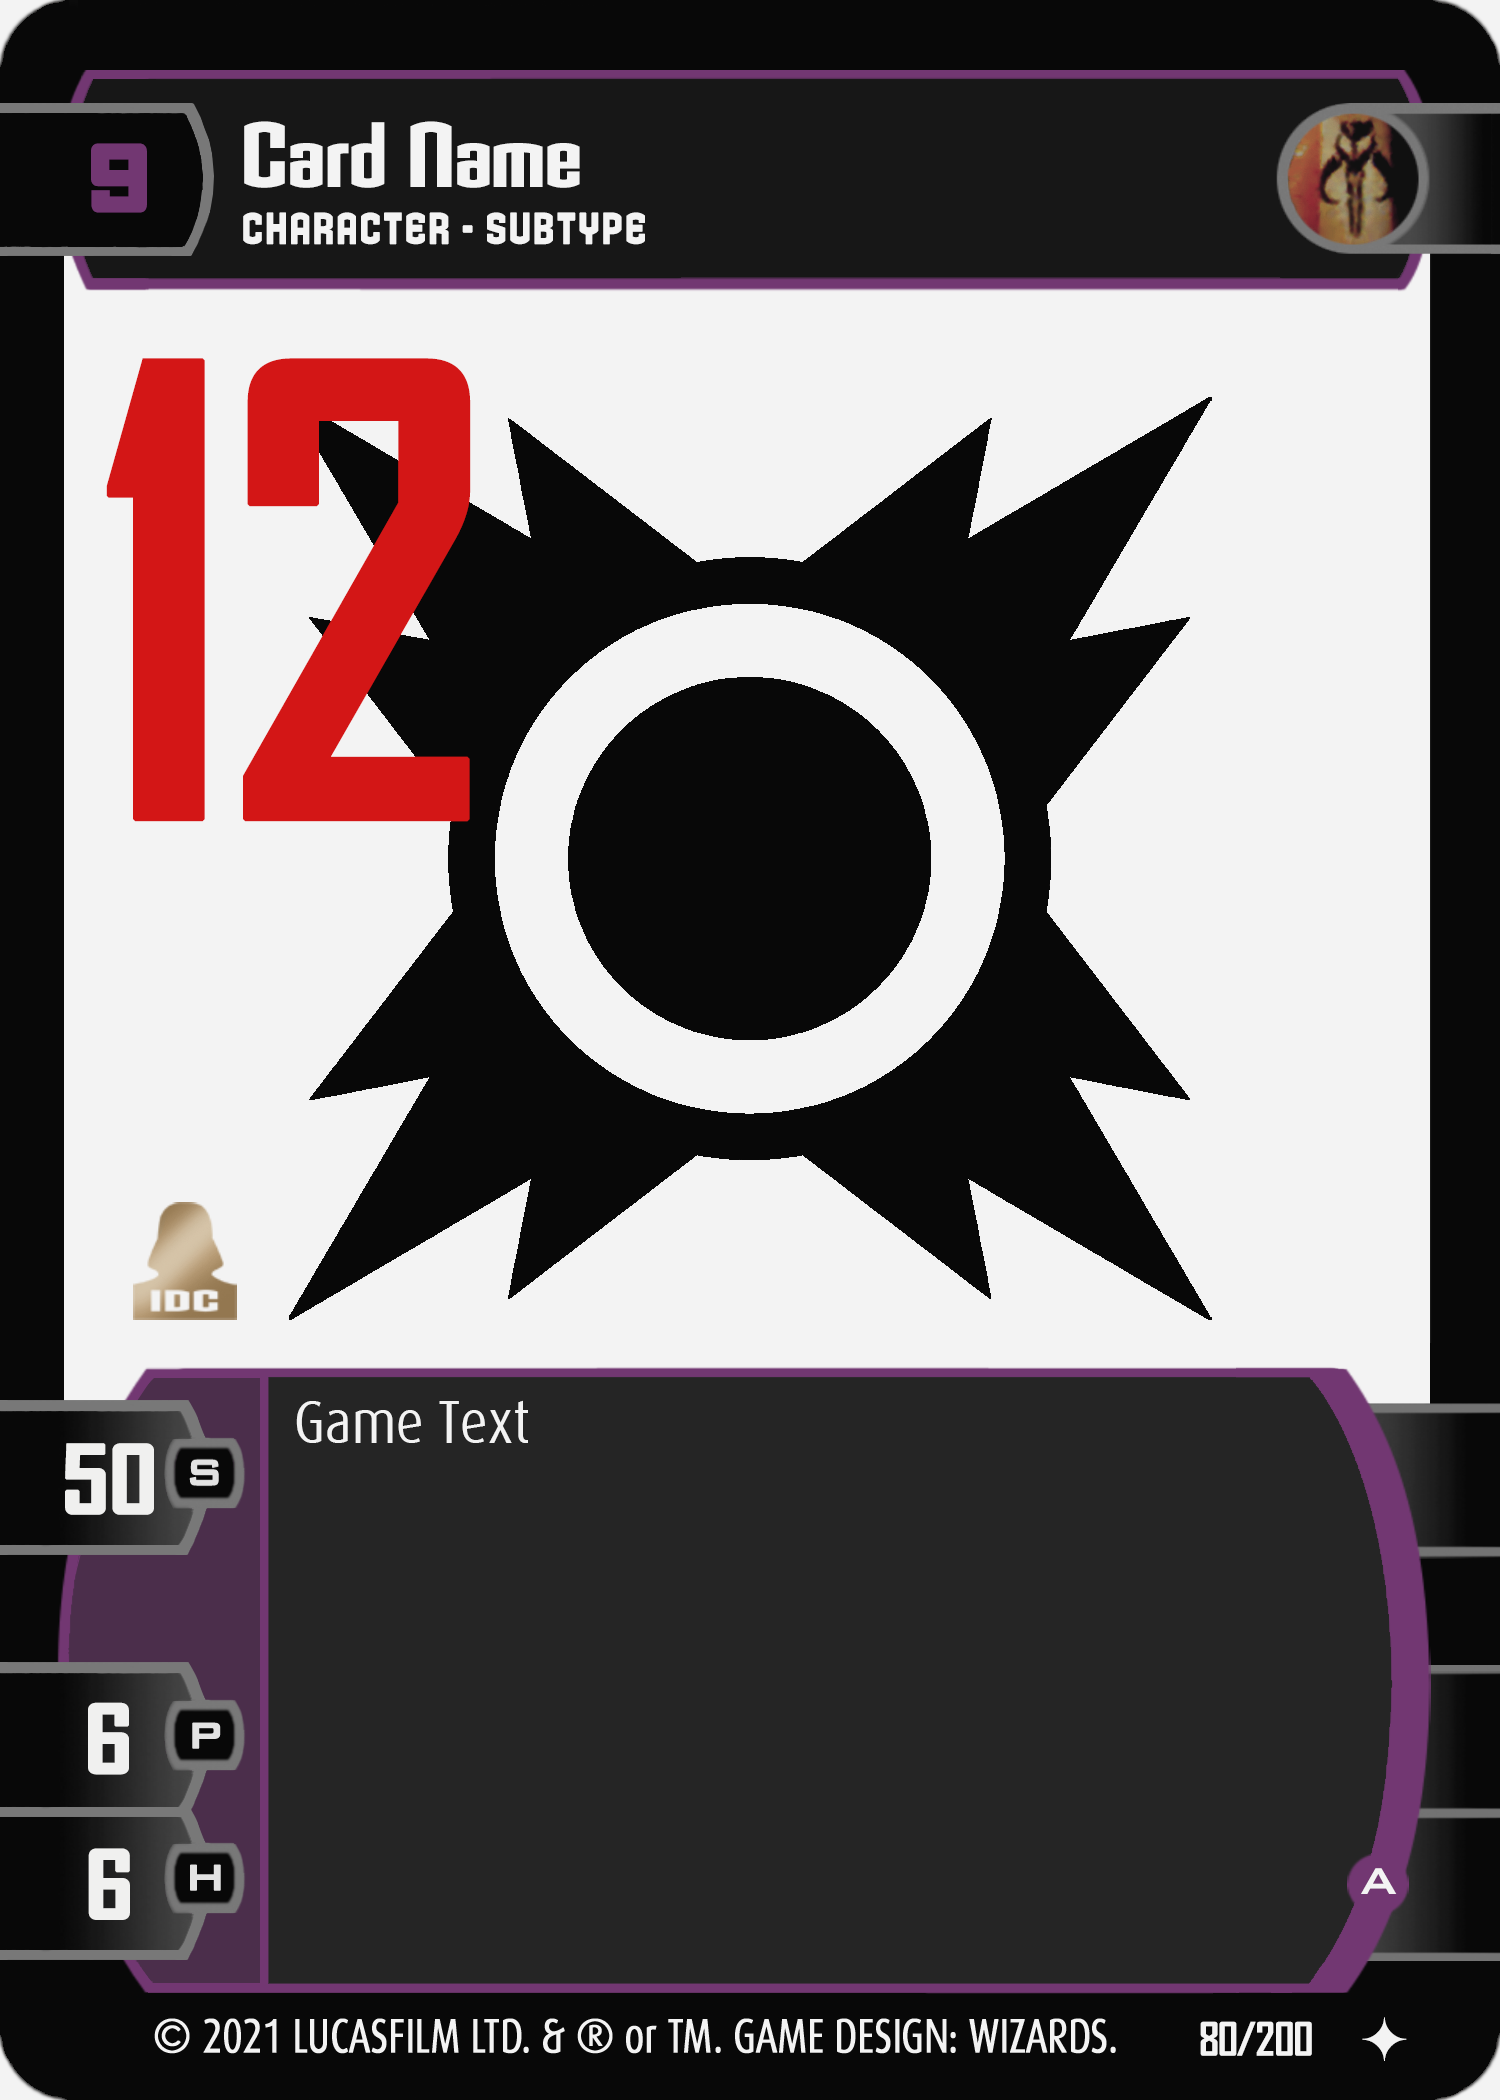 9
Card Name
CHARACTER - SUBTYPE
12
IDC
50 S
Game Text
6 P
6 H
A
© 2021 LUCASFILM LTD. & ® or TM. GAME DESIGN: WIZARDS.
80/200